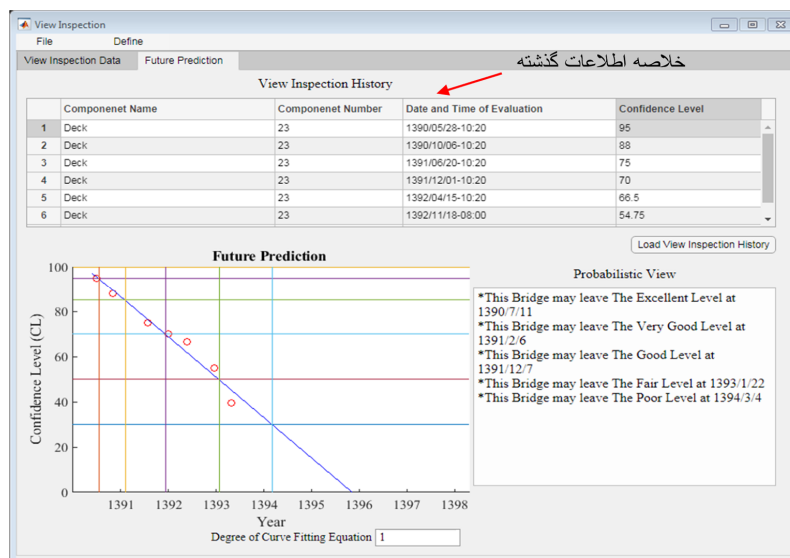 View Inspection
File Define
View Inspection Data Future Prediction
خلاصه اطلاعات گذشته
View Inspection History
Componenet Name Componenet Number Date and Time of Evaluation Confidence Level
1 Deck 23 1390/05/28-10:20 95
2 Deck 23 1390/10/06-10:20 88
3 Deck 23 1391/06/20-10:20 75
4 Deck 23 1391/12/01-10:20 70
5 Deck 23 1392/04/15-10:20 66.5
6 Deck 23 1392/11/18-08:00 54.75
Load View Inspection History
Future Prediction
100
80
60
40
20
0
Confidence Level (CL)
1391 1392 1393 1394 1395 1396 1397 1398
Year
Degree of Curve Fitting Equation 1
Probabilistic View
*This Bridge may leave The Excellent Level at
1390/7/11
*This Bridge may leave The Very Good Level at
1391/2/6
*This Bridge may leave The Good Level at
1391/12/7
*This Bridge may leave The Fair Level at 1393/1/22
*This Bridge may leave The Poor Level at 1394/3/4